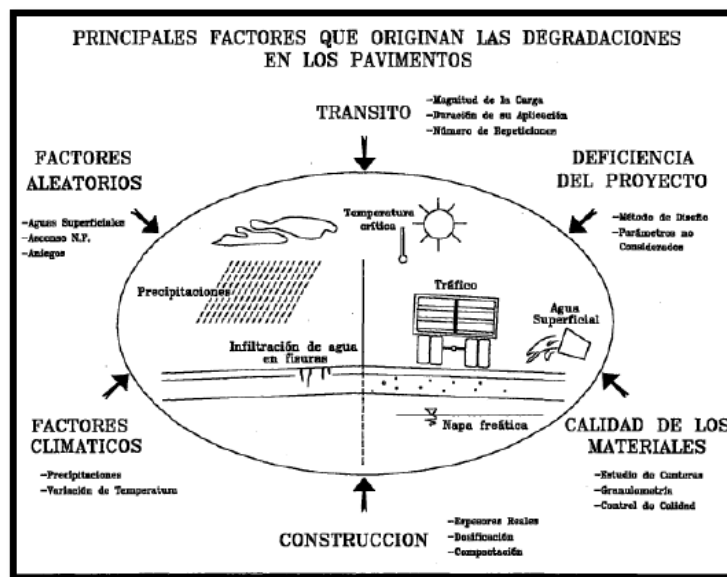 PRINCIPALES FACTORES QUE ORIGINAN LAS DEGRADACIONES
EN LOS PAVIMENTOS
TRANSITO
-Magnitud de la Carga
-Duración de su Aplicación
-Número de Repeticiones
FACTORES
ALEATORIOS
-Aguas Superficiales
-Ascenso N.F.
-Aniegos
DEFICIENCIA
DEL PROYECTO
-Método de Diseño
-Parámetros no
Considerados
Temperatura
crítica
Precipitaciones
Tráfico
Agua
Superficial
Infiltración de agua
en fisuras
Napa freática
FACTORES
CLIMATICOS
-Precipitaciones
-Variación de Temperatura
CALIDAD DE LOS
MATERIALES
-Estudio de Canteras
-Granulometría
-Control de Calidad
CONSTRUCCION
-Espesores Reales
-Dosificación
-Compactación